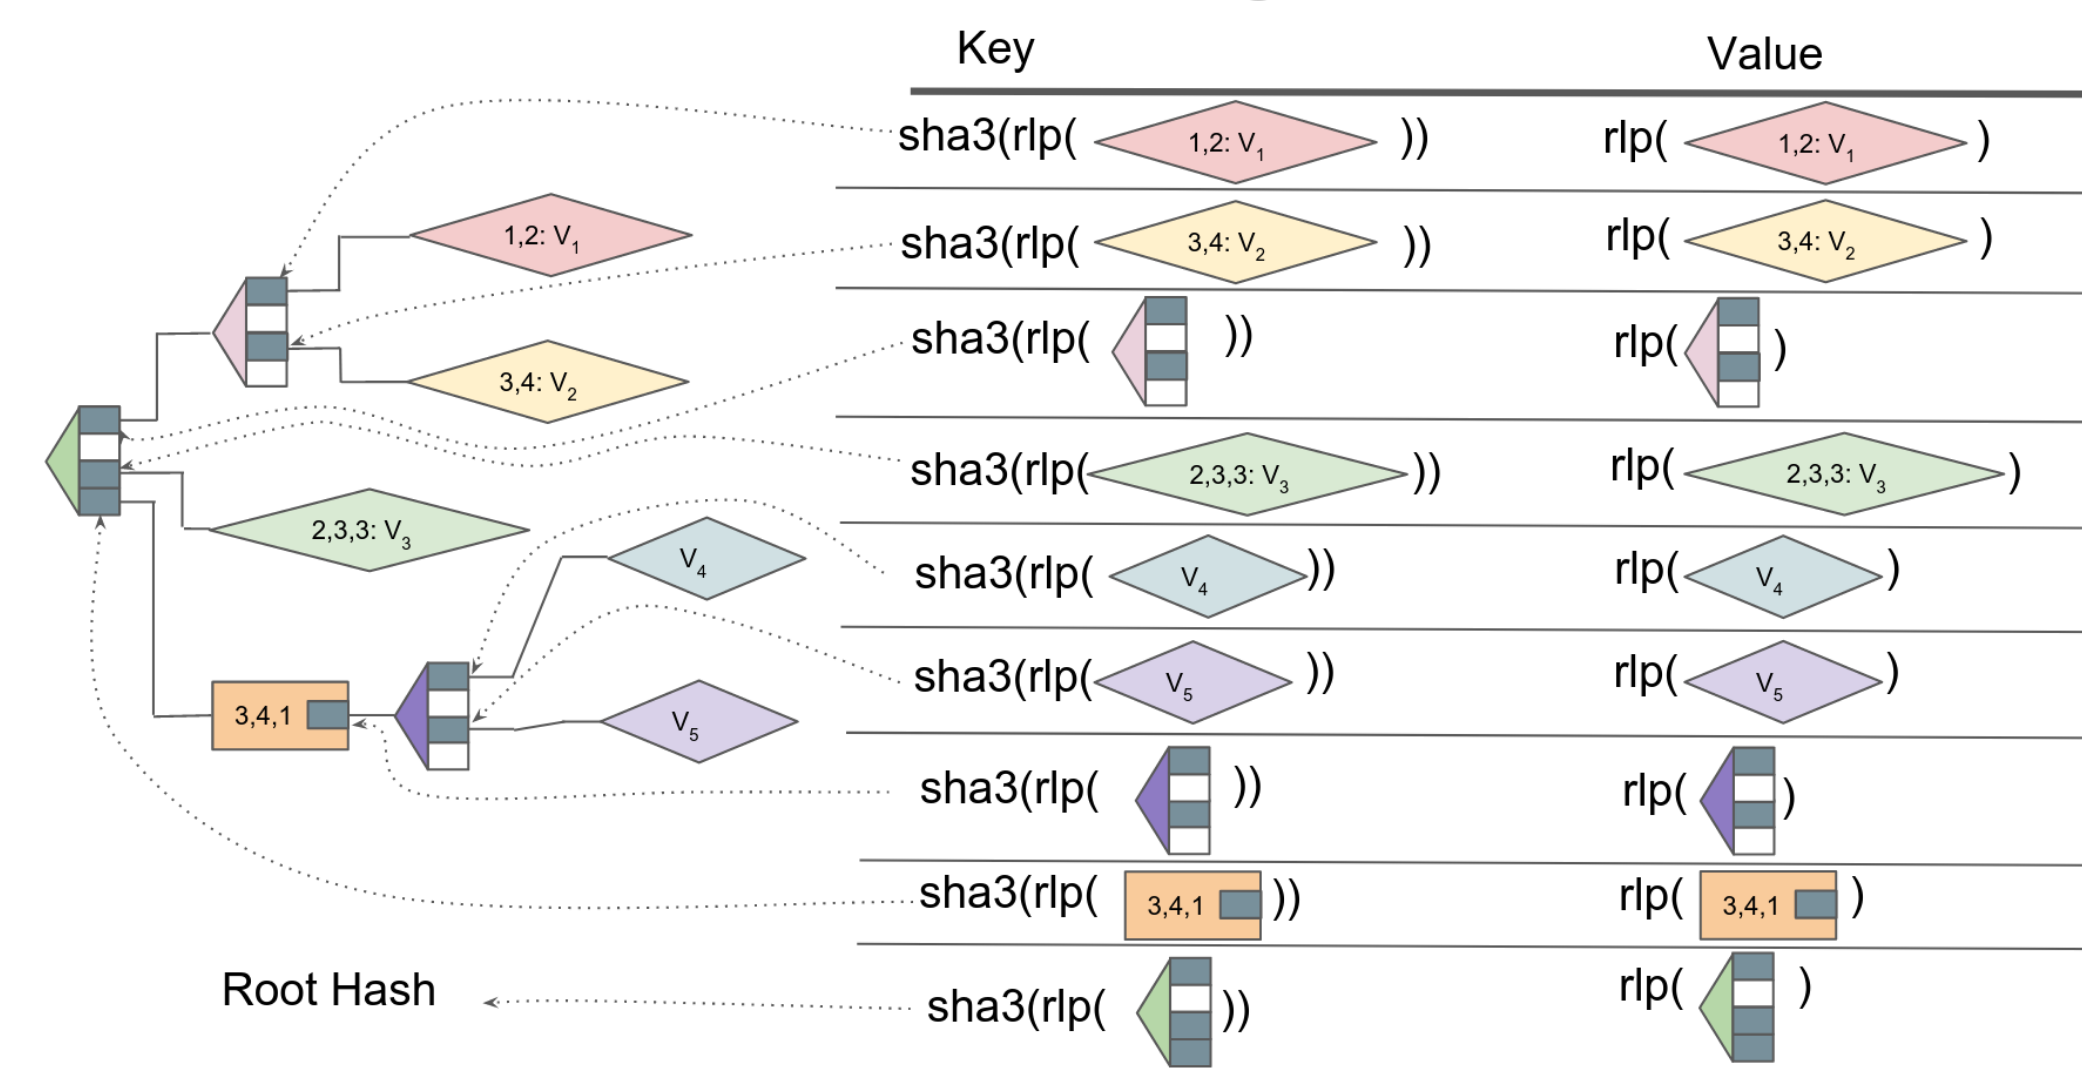 Key Value
sha3(rlp( 1,2: V1 )) rlp( 1,2: V1 )
1,2: V1
sha3(rlp( 3,4: V2 )) rlp( 3,4: V2 )
sha3(rlp( )) rlp( )
3,4: V2
sha3(rlp( 2,3,3: V3 )) rlp( 2,3,3: V3 )
2,3,3: V3
V4
sha3(rlp( V4 )) rlp( V4 )
sha3(rlp( V5 )) rlp( V5 )
3,4,1
V5
sha3(rlp( )) rlp( )
sha3(rlp( 3,4,1 )) rlp( 3,4,1 )
Root Hash
sha3(rlp( )) rlp( )